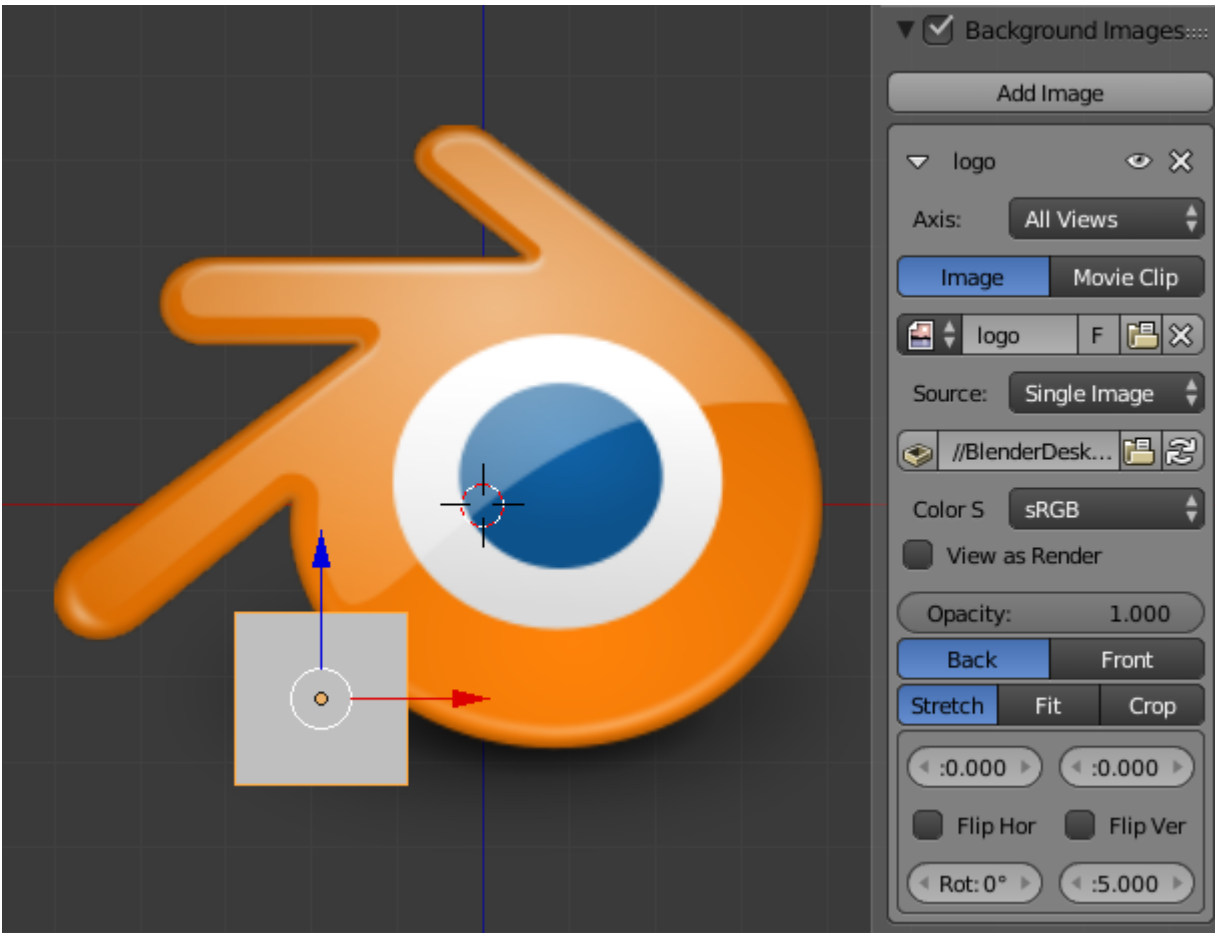 Background Images
Add Image
logo
Axis: All Views
Image Movie Clip
logo F
Source: Single Image
//BlenderDesk...
Color S sRGB
View as Render
Opacity: 1.000
Back Front
Stretch Fit Crop
:0.000 :0.000
Flip Hor Flip Ver
Rot: 0° :5.000